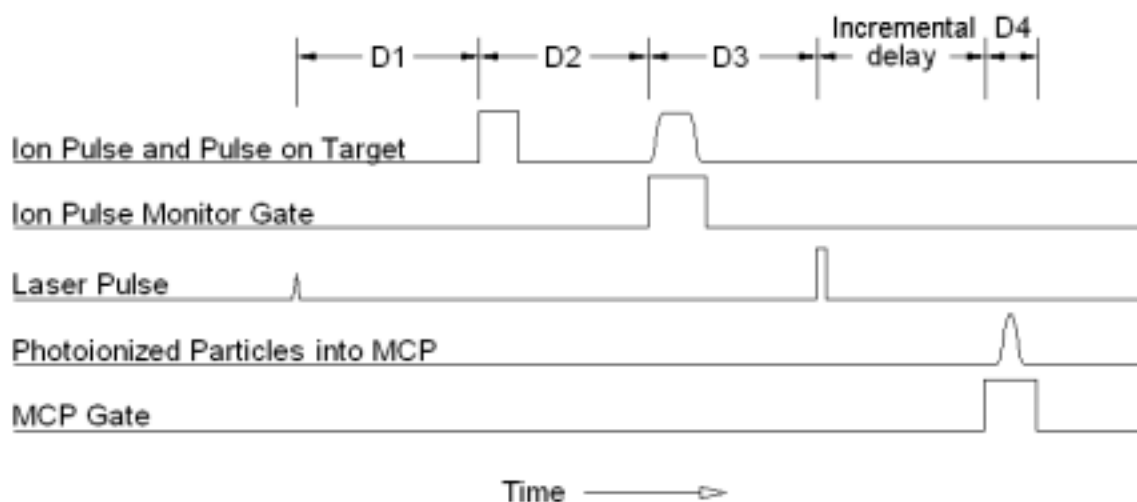 Incremental D4
D1 D2 D3 delay
Ion Pulse and Pulse on Target
Ion Pulse Monitor Gate
Laser Pulse
Photoionized Particles into MCP
MCP Gate
Time